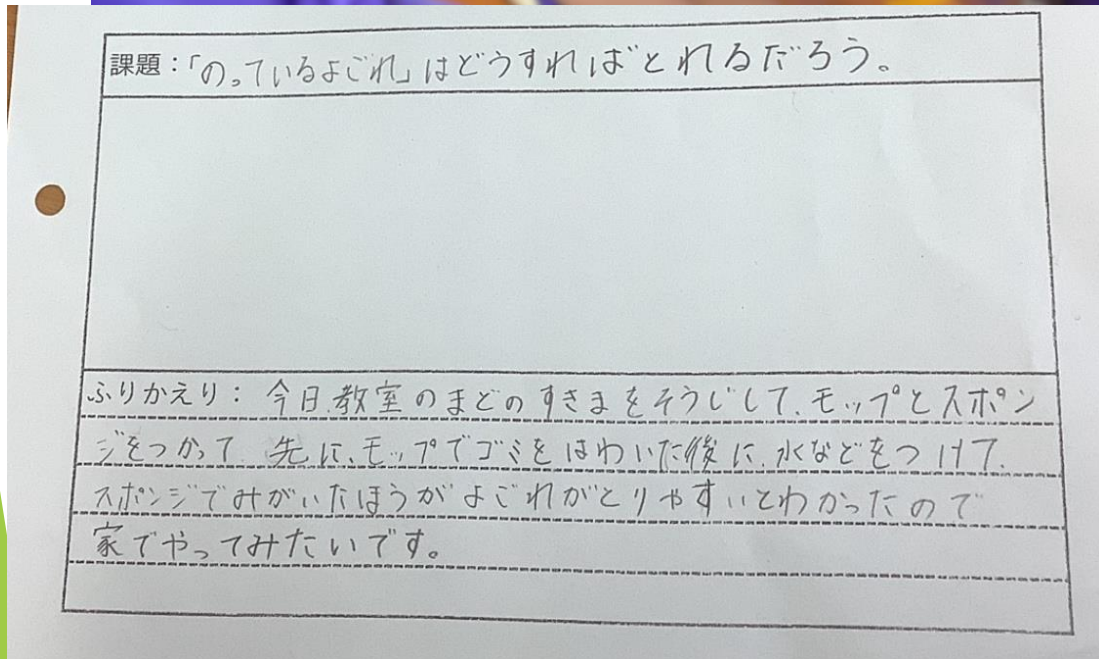 課題：「のっているよごれ」はどうすればとれるだろう。
ふりかえり： 今日、教室のまどのすきまをそうじして、モップとスポン
ジをつかって、先に、モップでゴミをはわいた後に、水などをつけて、
スポンジでみがいたほうがよごれがとりやすいとわかったので
家でやってみたいです。